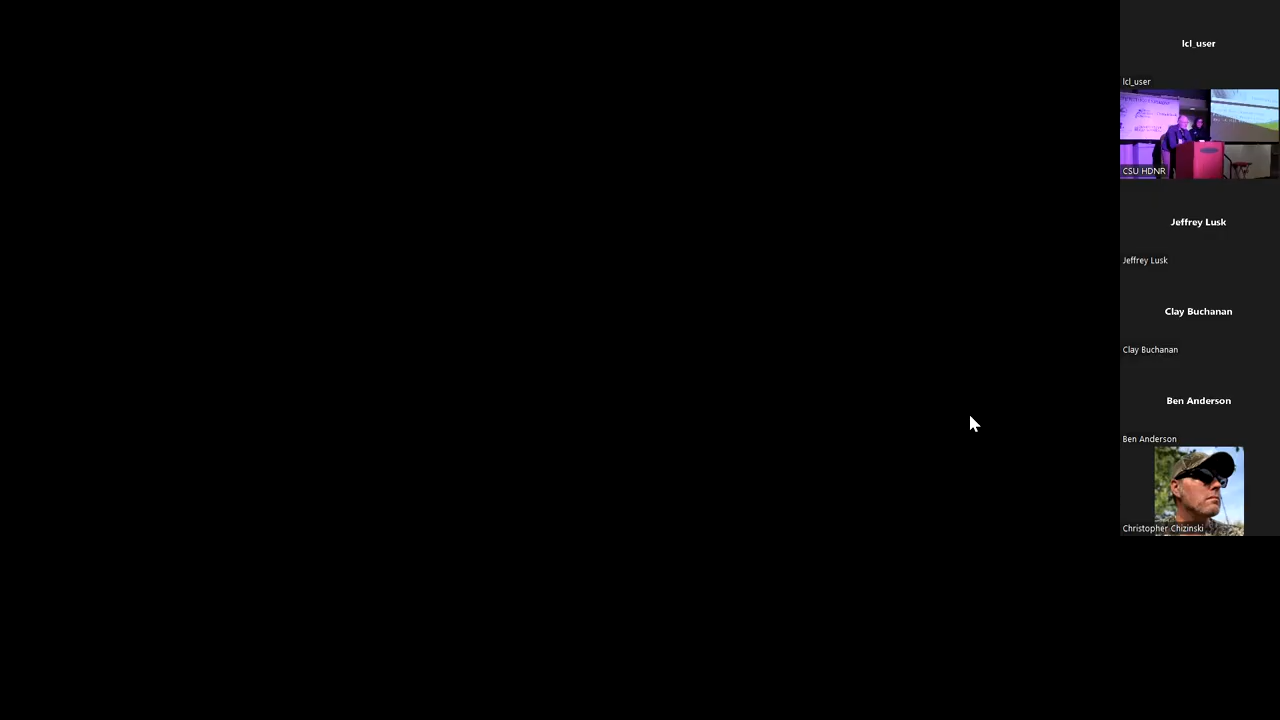 lcl_user
lcl_user
CSU HDNR
Jeffrey Lusk
Jeffrey Lusk
Clay Buchanan
Clay Buchanan
Ben Anderson
Ben Anderson
Christopher Chizinski